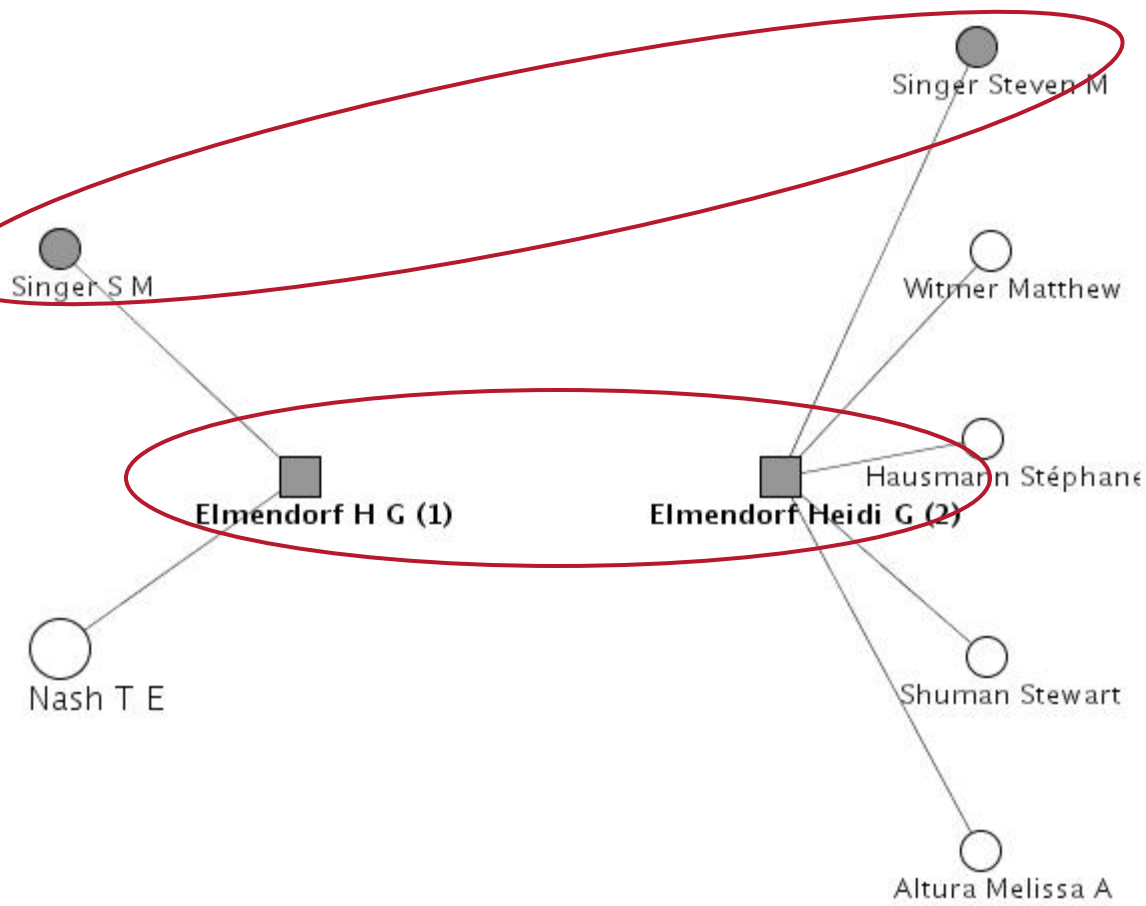 Singer Steven M
Singer S M
Witmer Matthew
Hausmann Stéphane
Elmendorf H G (1)
Elmendorf Heidi G (2)
Nash T E
Shuman Stewart
Altura Melissa A